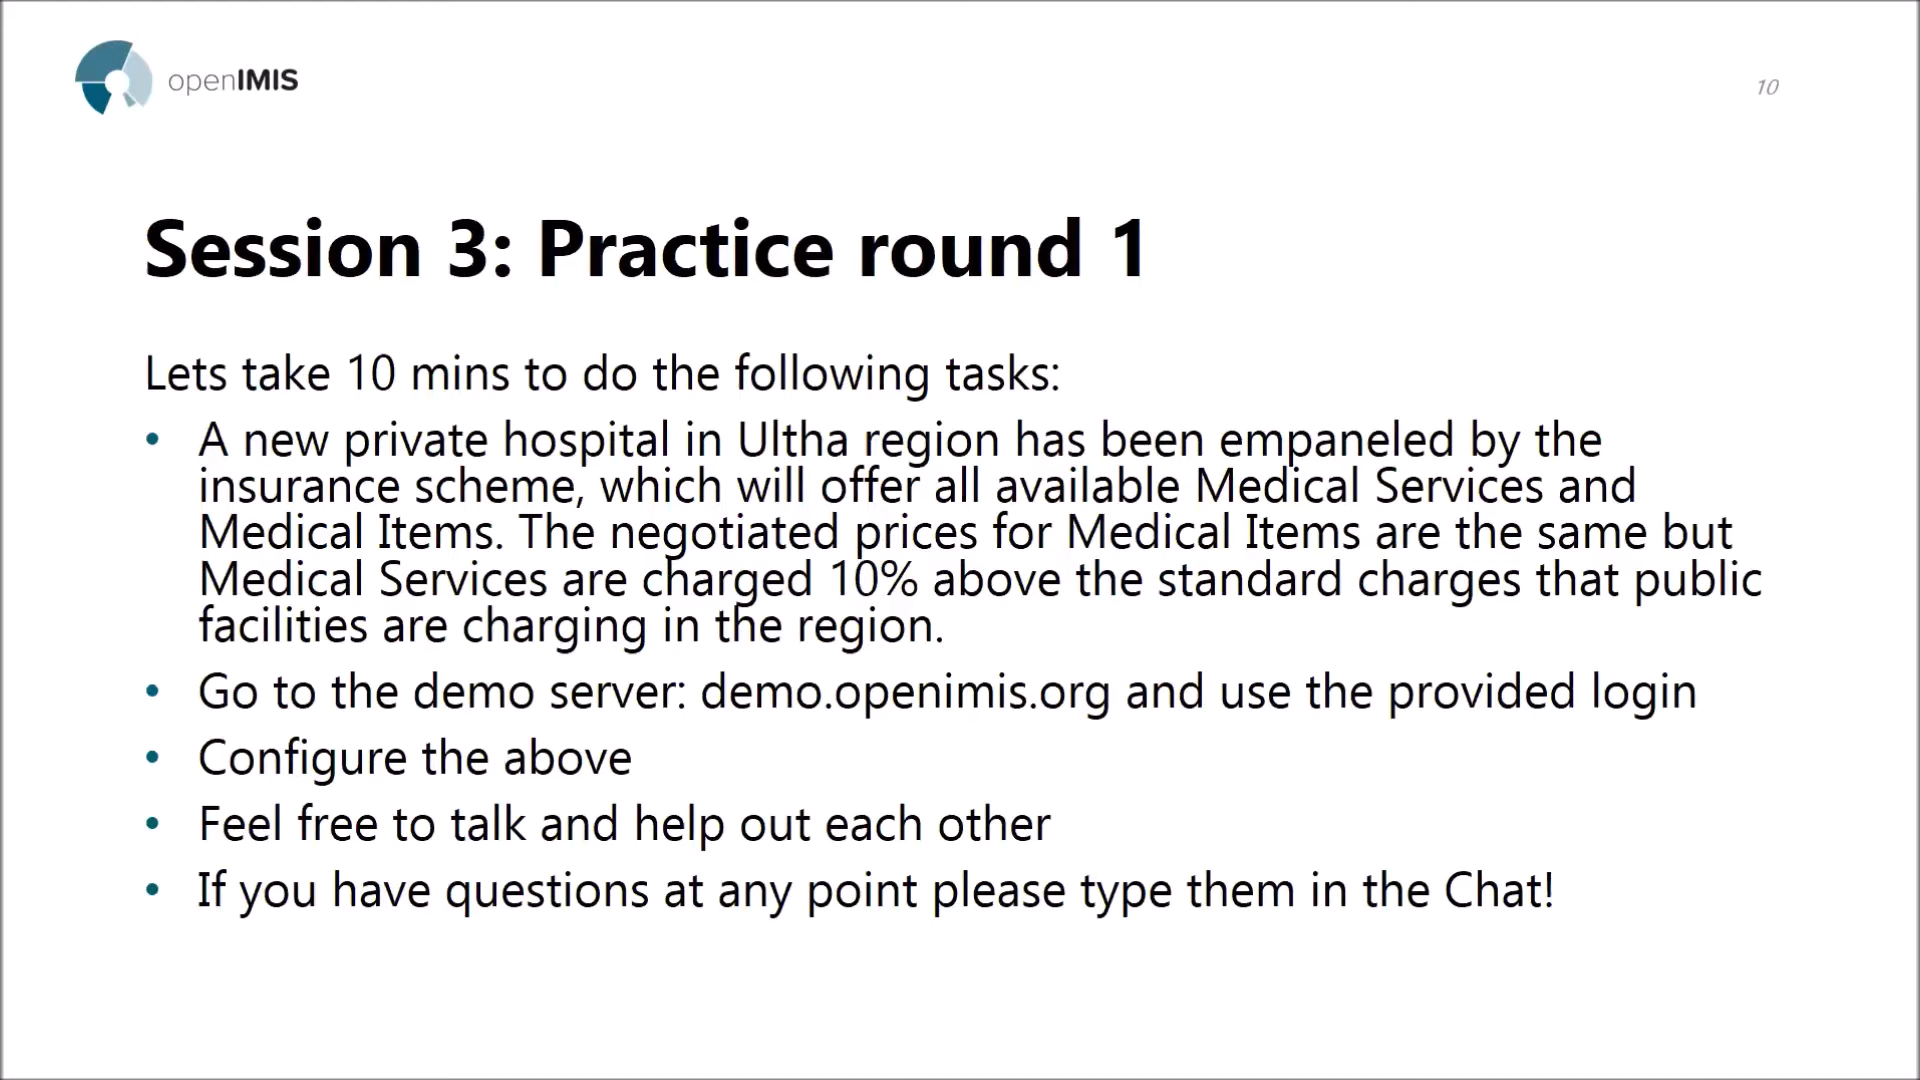 openIMIS
10
Session 3: Practice round 1
Lets take 10 mins to do the following tasks:
• A new private hospital in Ultha region has been empaneled by the
insurance scheme, which will offer all available Medical Services and
Medical Items. The negotiated prices for Medical Items are the same but
Medical Services are charged 10% above the standard charges that public
facilities are charging in the region.
• Go to the demo server: demo.openimis.org and use the provided login
• Configure the above
• Feel free to talk and help out each other
• If you have questions at any point please type them in the Chat!